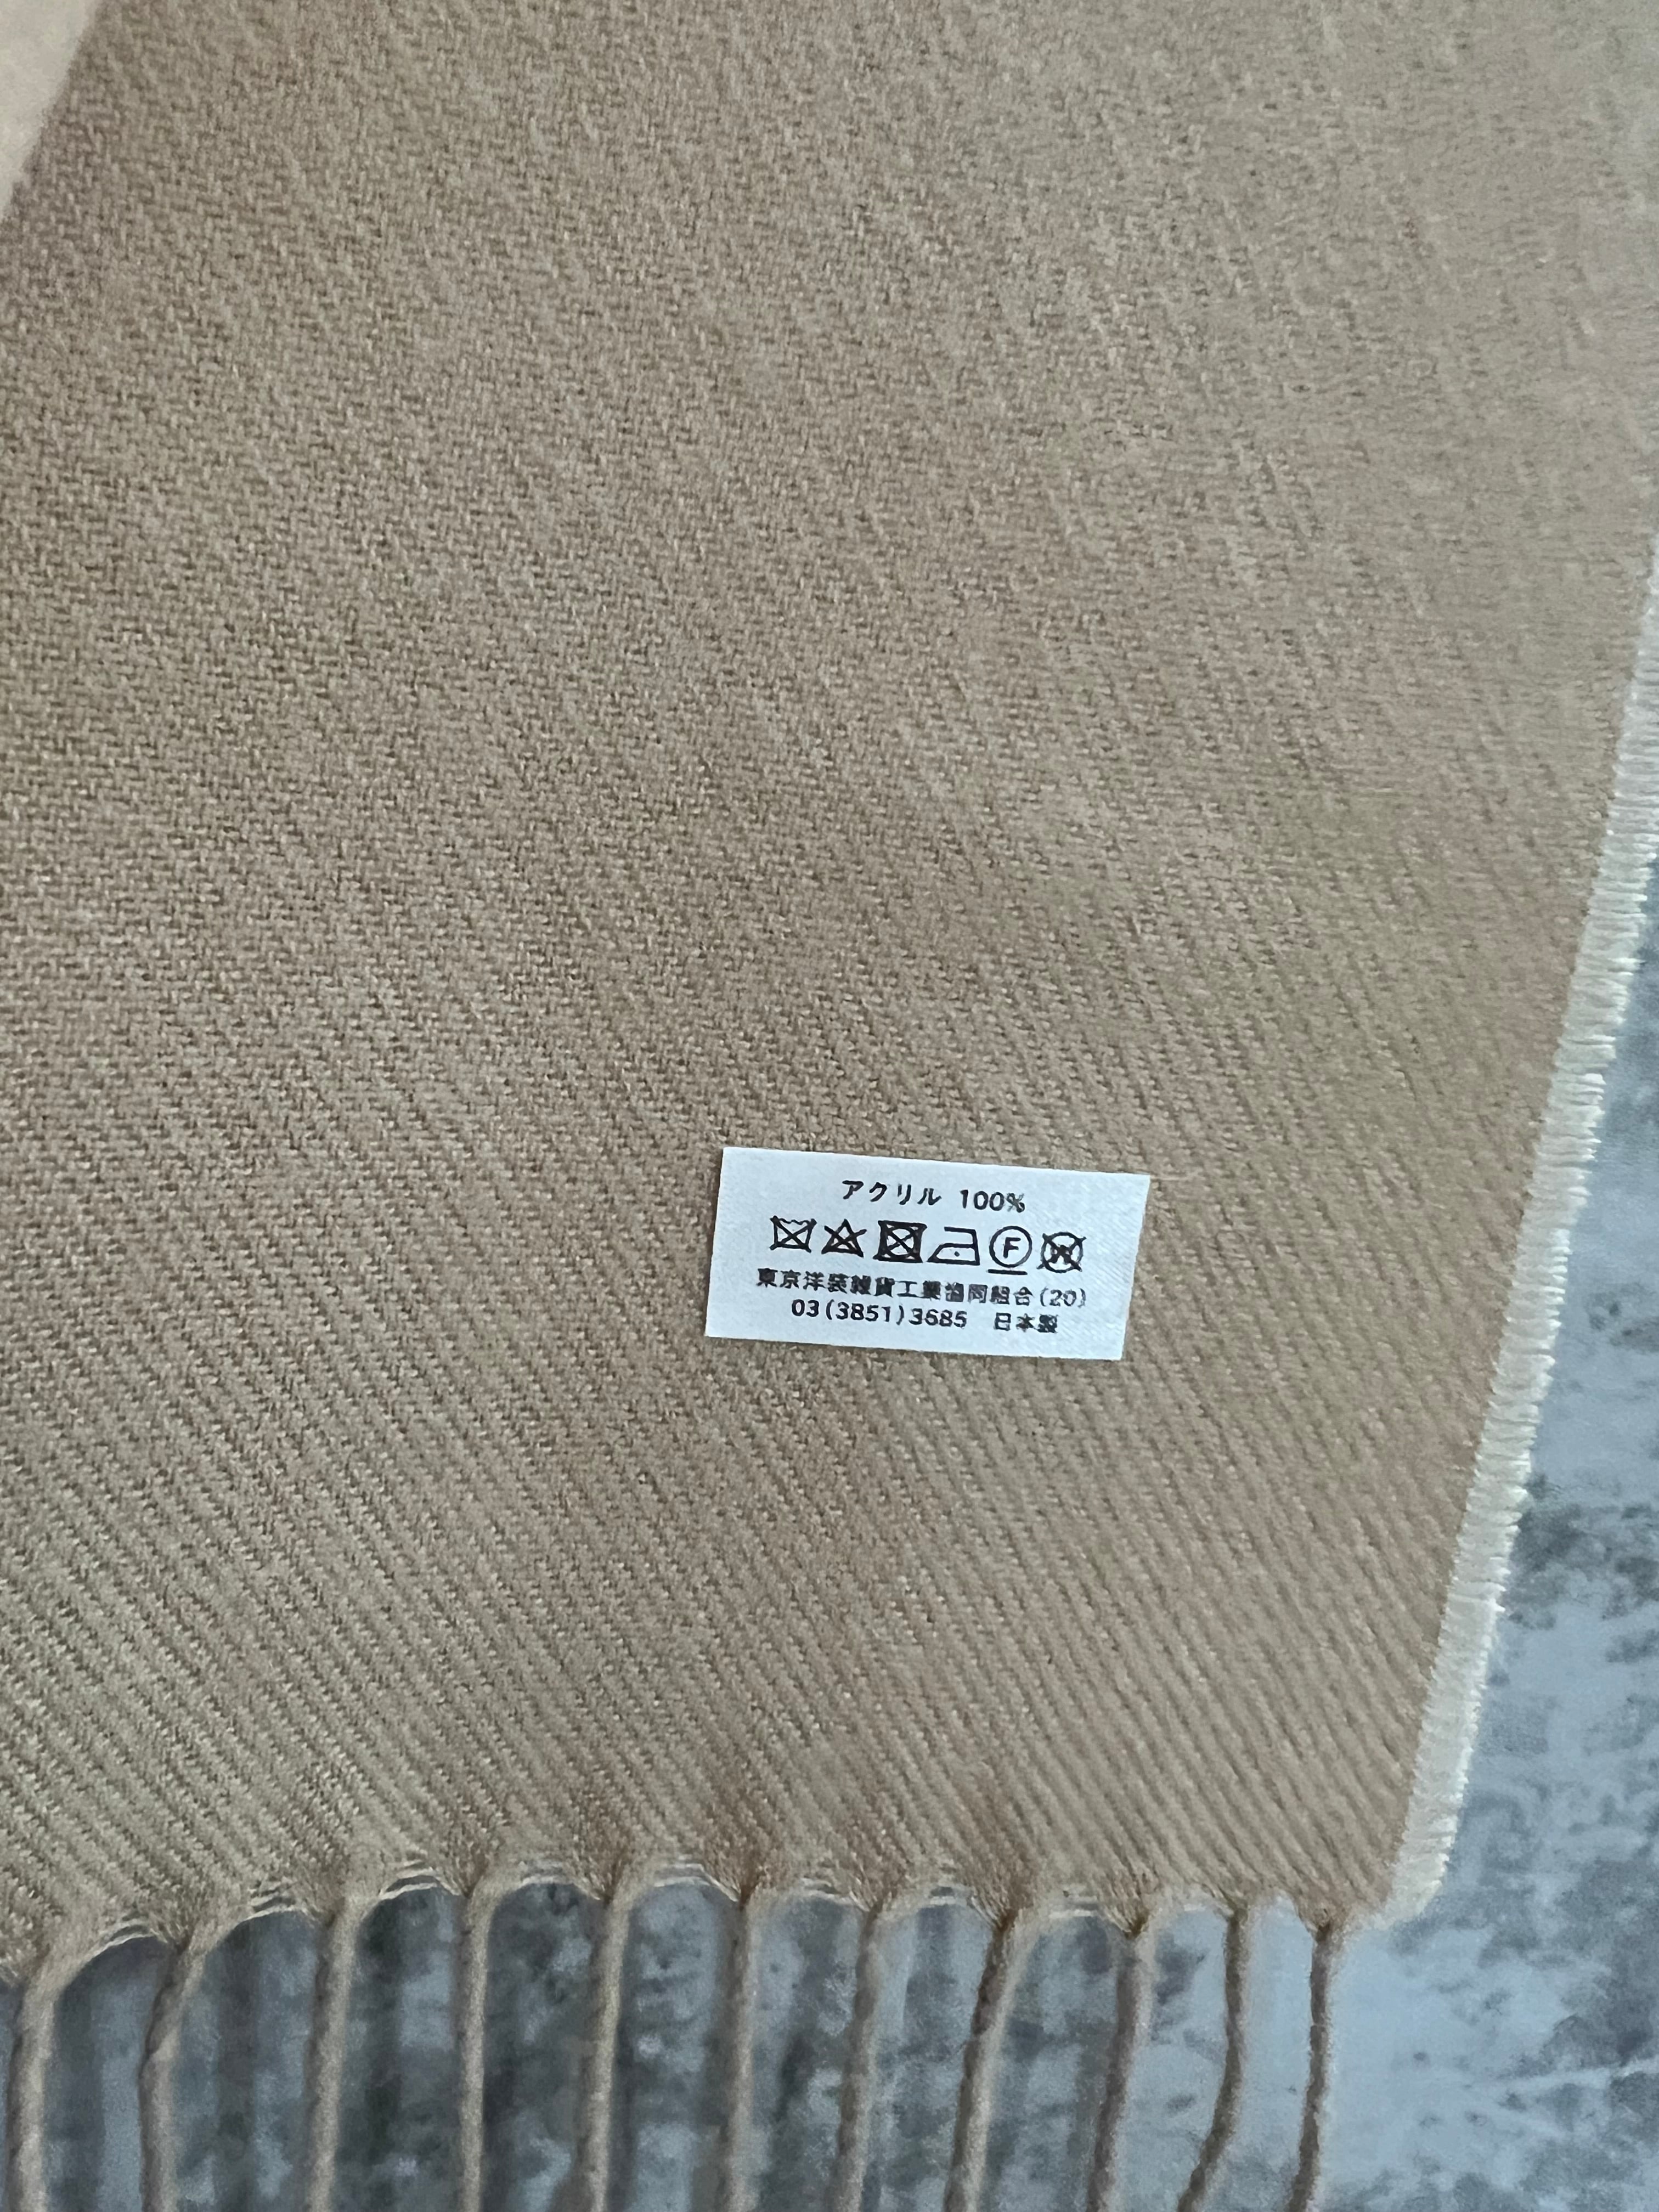 アクリル 100%
F W
東京洋装雑貨工業協同組合(20)
03(3851)3685 日本製